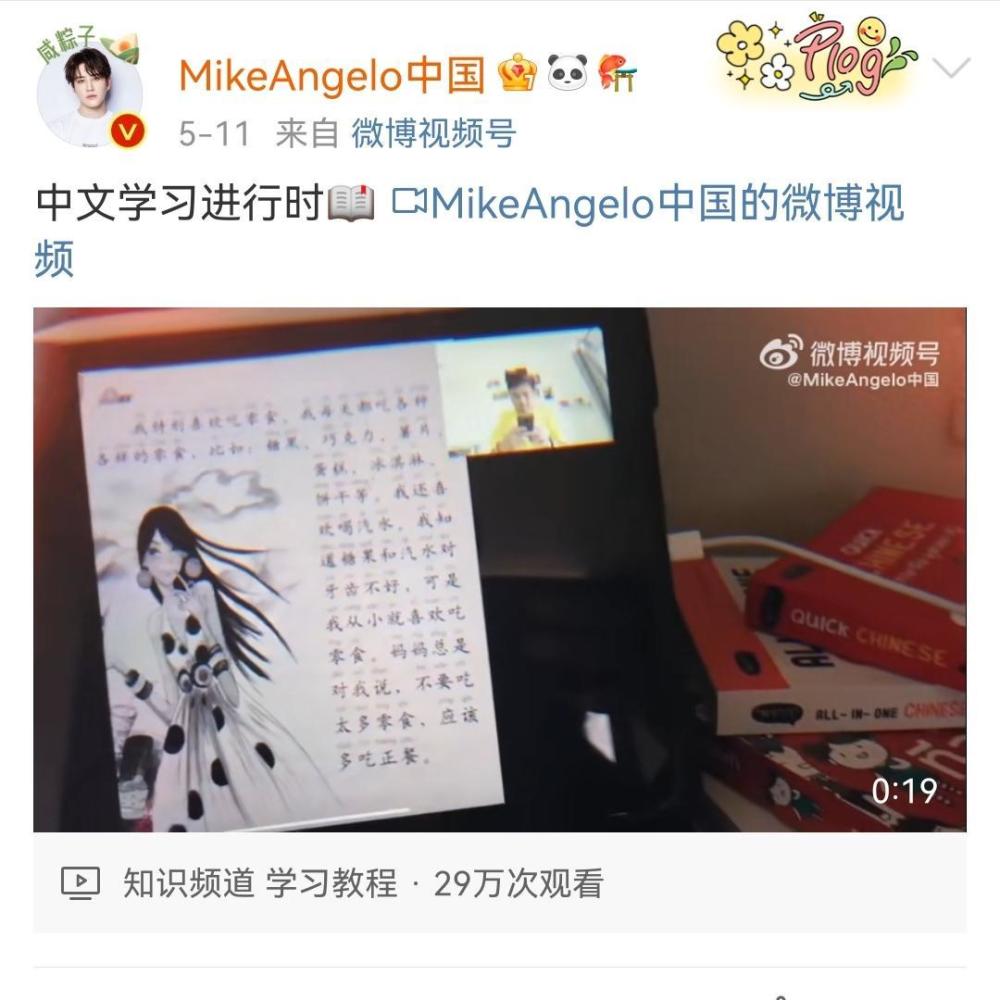 咸粽子
MikeAngelo中国
Plog
5-11 来自 微博视频号
中文学习进行时 MikeAngelo中国的微博视
频
微博视频号
@MikeAngelo中国
我特别喜欢吃零食，我每天都吃各种
各样的零食，比如：糖果、巧克力、薯片、
蛋糕、冰淇淋、
饼干等。我还喜
欢喝汽水。我知
道糖果和汽水对
牙齿不好，可是
我从小就喜欢吃
零食。妈妈总是
对我说，不要吃
太多零食，应该
多吃正餐。
QUICK
CHINESE
QUICK CHINESE
ALL-IN-ONE CHINESE
0:19
知识频道 学习教程 · 29万次观看